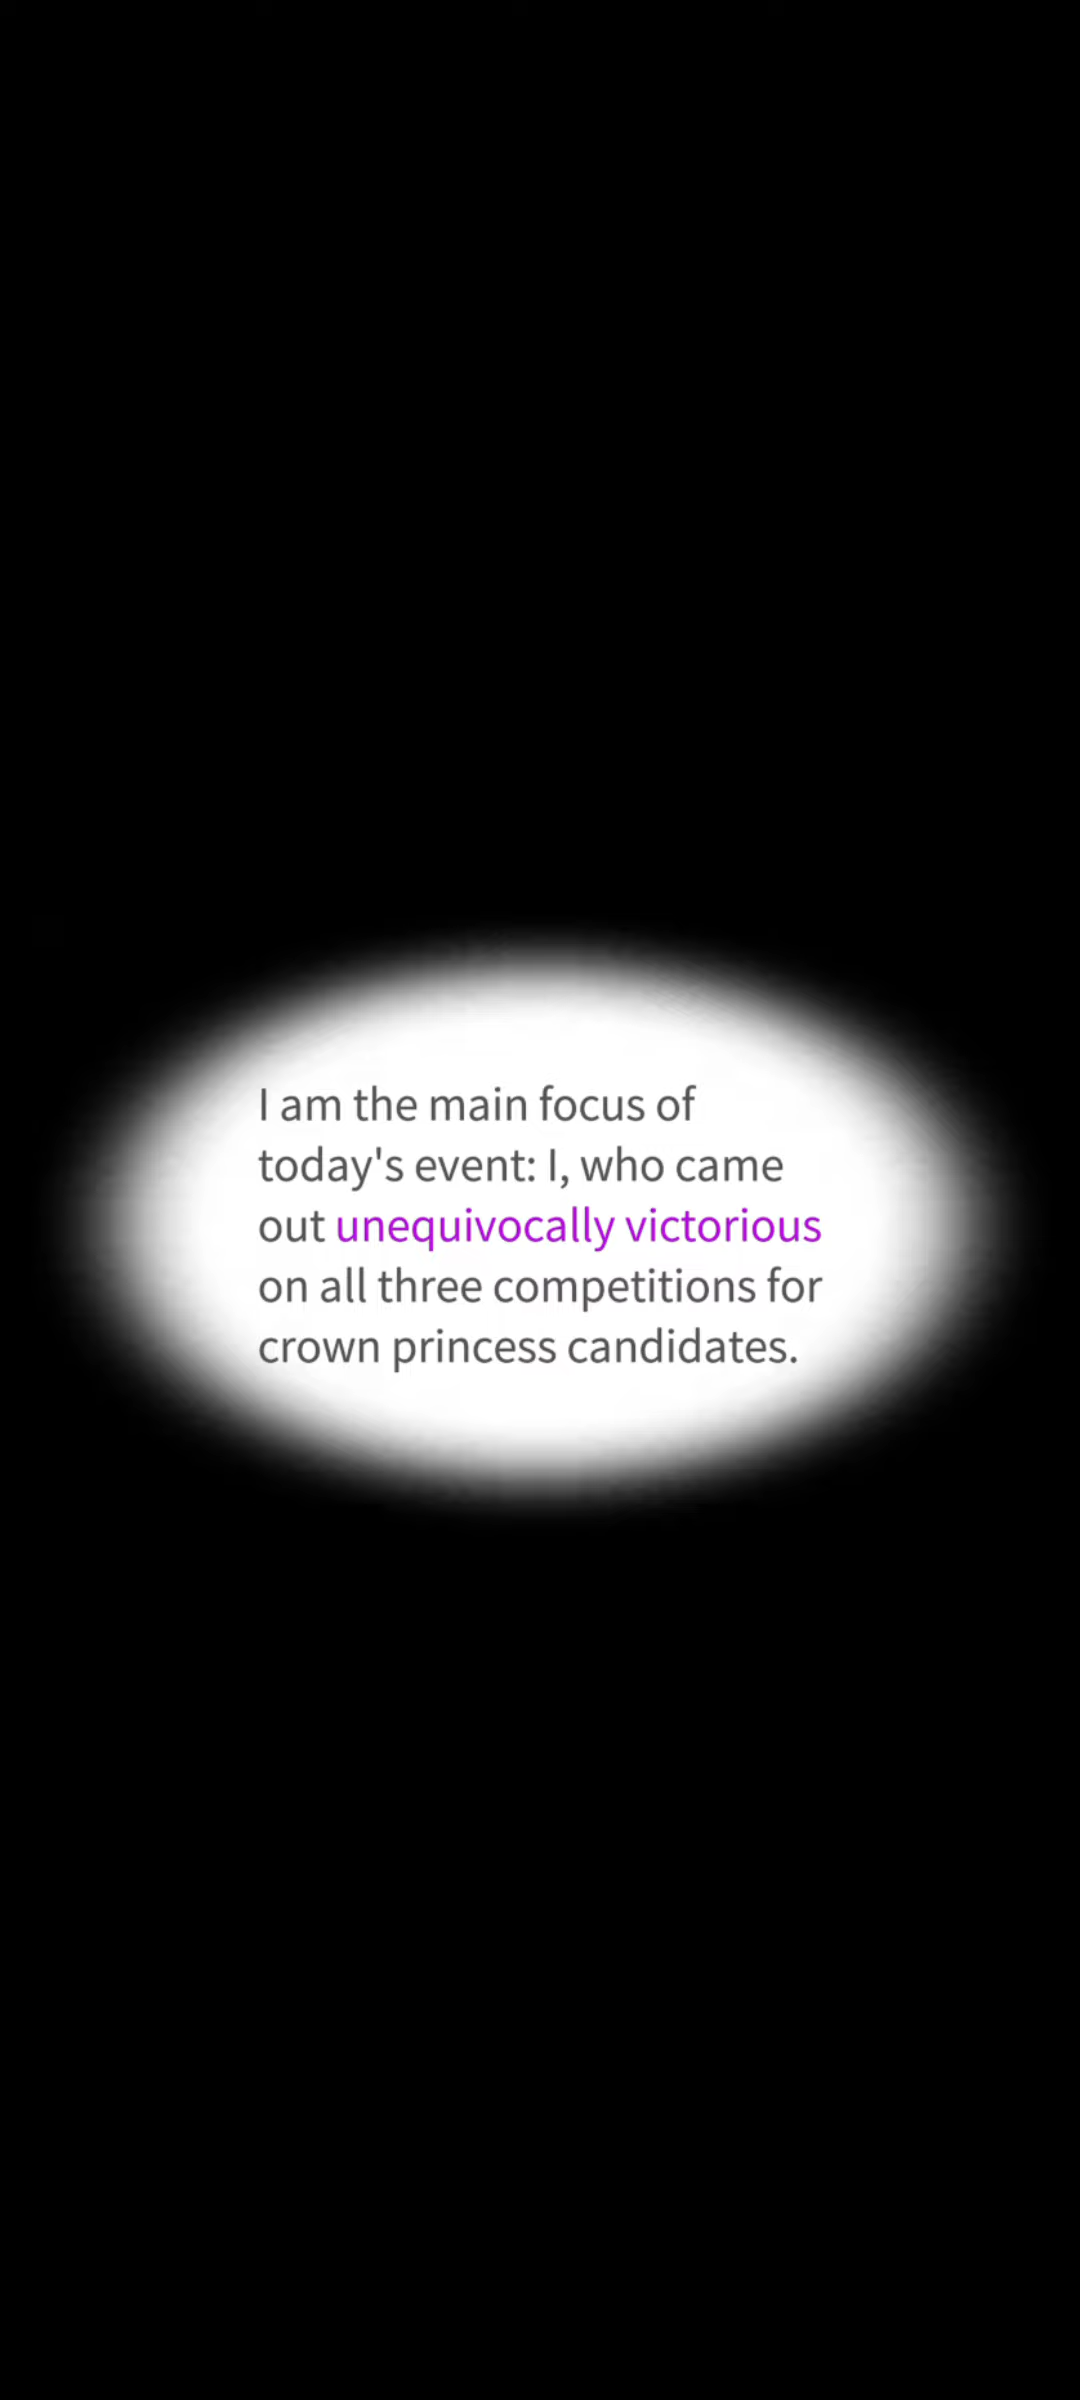 I am the main focus of
today's event: I, who came
out unequivocally victorious
on all three competitions for
crown princess candidates.